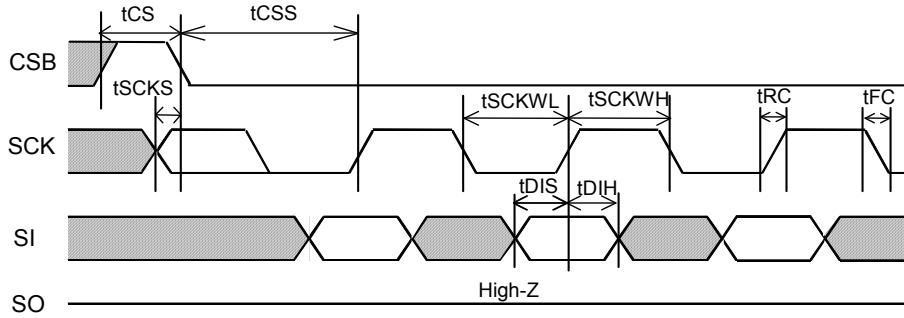 tCS tCSS
CSB
tSCKS tSCKWL tSCKWH tRC tFC
SCK
tDIS tDIH
SI
High-Z
SO